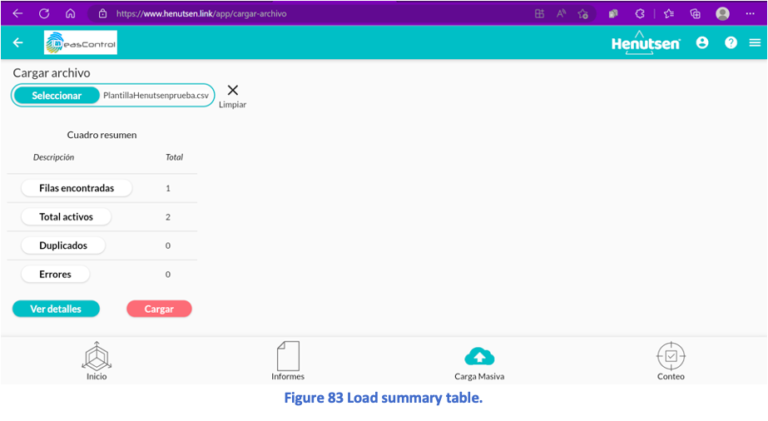 https://www.henutsen.link/app/cargar-archivo
IDeasControl
Henutsen
Cargar archivo
Seleccionar PlantillaHenutsenprueba.csv
Limpiar
Cuadro resumen
Descripción Total
Filas encontradas 1
Total activos 2
Duplicados 0
Errores 0
Ver detalles Cargar
Inicio Informes Carga Masiva Conteo
Figure 83 Load summary table.